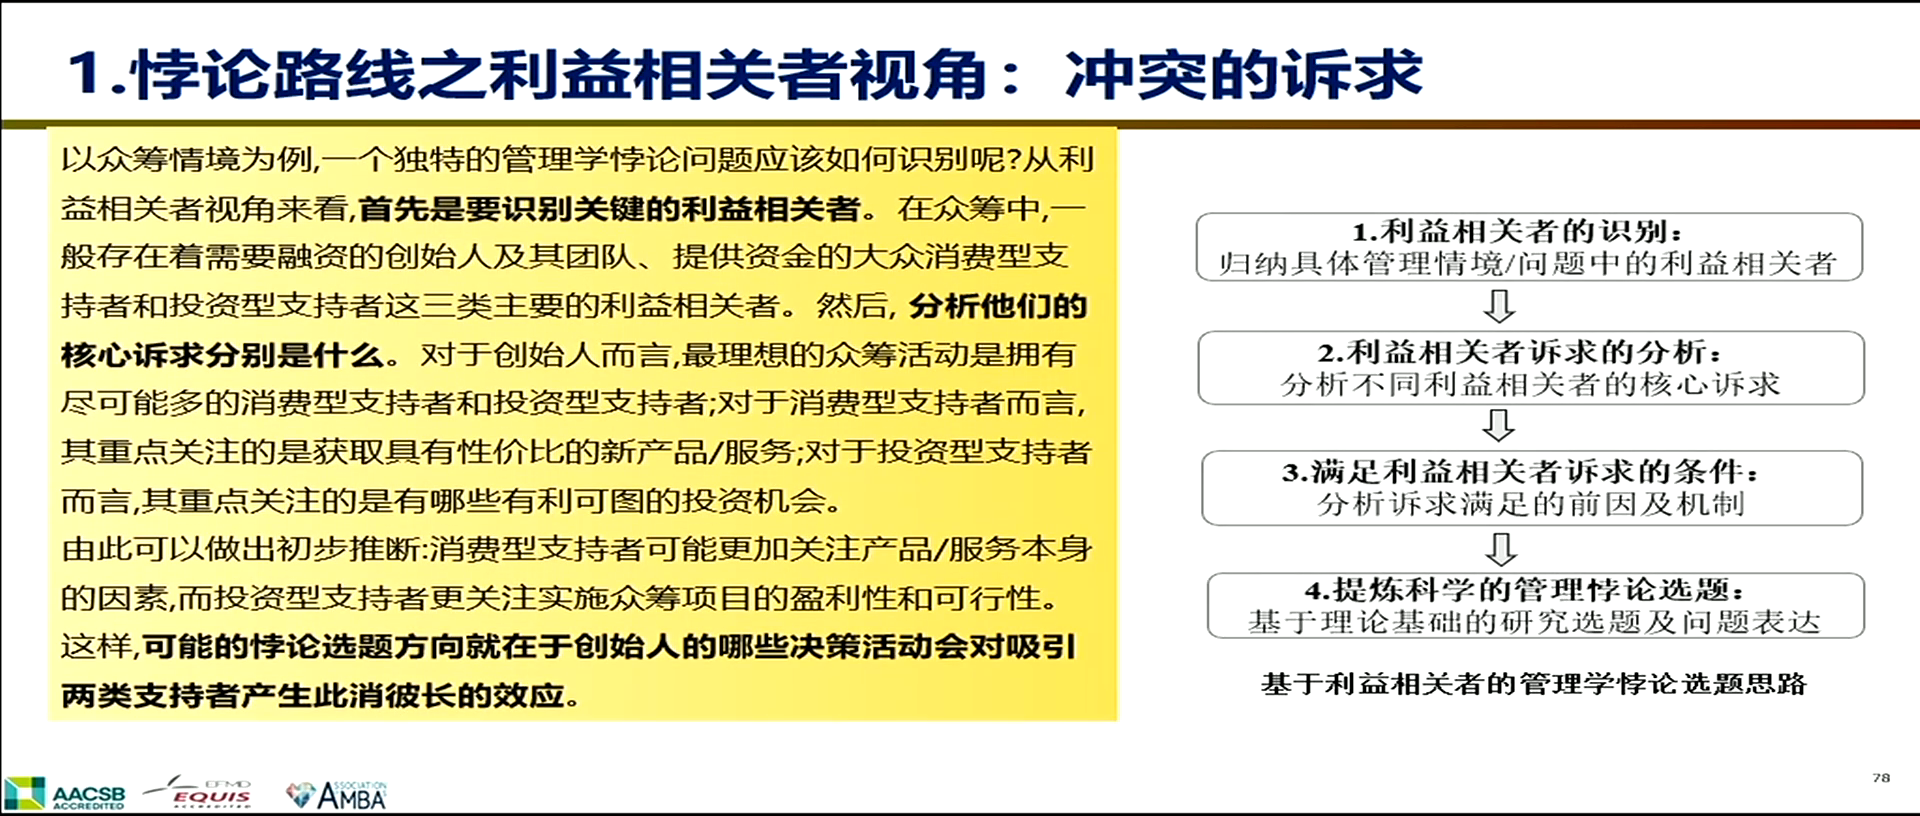 1.悖论路线之利益相关者视角：冲突的诉求
以众筹情境为例,一个独特的管理学悖论问题应该如何识别呢?从利
益相关者视角来看,首先是要识别关键的利益相关者。在众筹中,一
般存在着需要融资的创始人及其团队、提供资金的大众消费型支
持者和投资型支持者这三类主要的利益相关者。然后, 分析他们的
核心诉求分别是什么。对于创始人而言,最理想的众筹活动是拥有
尽可能多的消费型支持者和投资型支持者;对于消费型支持者而言,
其重点关注的是获取具有性价比的新产品/服务;对于投资型支持者
而言,其重点关注的是有哪些有利可图的投资机会。
由此可以做出初步推断:消费型支持者可能更加关注产品/服务本身
的因素,而投资型支持者更关注实施众筹项目的盈利性和可行性。
这样,可能的悖论选题方向就在于创始人的哪些决策活动会对吸引
两类支持者产生此消彼长的效应。
1.利益相关者的识别：
归纳具体管理情境/问题中的利益相关者
2.利益相关者诉求的分析：
分析不同利益相关者的核心诉求
3.满足利益相关者诉求的条件：
分析诉求满足的前因及机制
4.提炼科学的管理悖论选题：
基于理论基础的研究选题及问题表达
基于利益相关者的管理学悖论选题思路
AACSB
ACCREDITED
EFMD
EQUIS
ACCREDITED
ASSOCIATION
AMBA
78